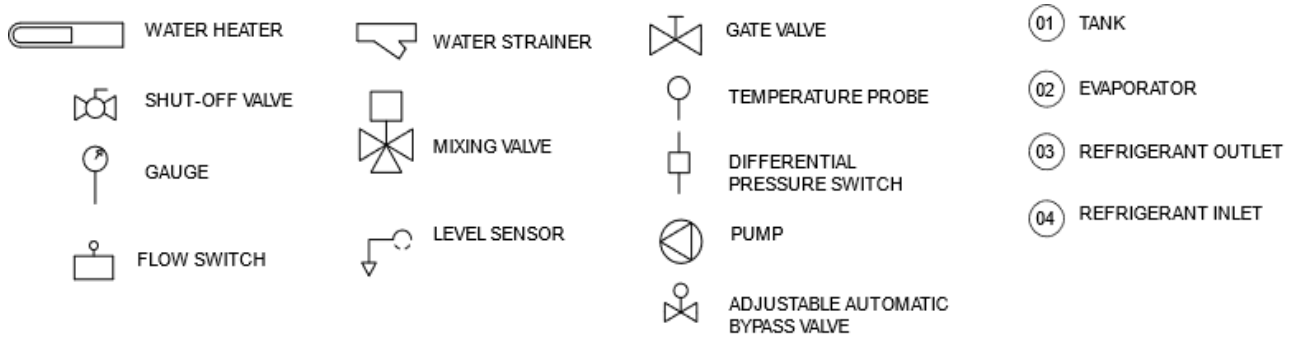 WATER HEATER
SHUT-OFF VALVE
GAUGE
FLOW SWITCH
WATER STRAINER
MIXING VALVE
LEVEL SENSOR
GATE VALVE
TEMPERATURE PROBE
DIFFERENTIAL
PRESSURE SWITCH
PUMP
ADJUSTABLE AUTOMATIC
BYPASS VALVE
01 TANK
02 EVAPORATOR
03 REFRIGERANT OUTLET
04 REFRIGERANT INLET